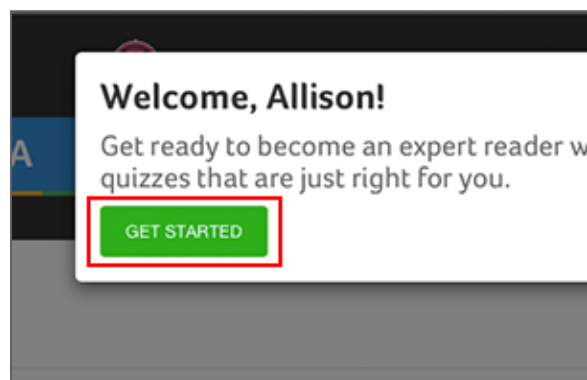 A
Welcome, Allison!
Get ready to become an expert reader
quizzes that are just right for you.
GET STARTED